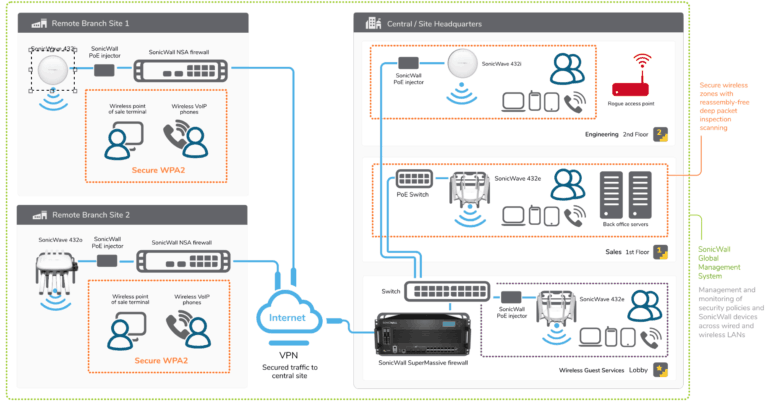 Remote Branch Site 1
SonicWave 432i
SonicWall
PoE injector
SonicWall NSA firewall
Wireless point
of sale terminal
Wireless VoIP
phones
Secure WPA2
Remote Branch Site 2
SonicWave 432o
SonicWall
PoE injector
SonicWall NSA firewall
Wireless point
of sale terminal
Wireless VoIP
phones
Secure WPA2
Internet
VPN
Secured traffic to
central site
Central / Site Headquarters
SonicWall
PoE injector
SonicWave 432i
Rogue access point
Engineering 2nd Floor 2
PoE Switch
SonicWave 432e
Back office servers
Sales 1st Floor 1
Switch
SonicWall
PoE injector
SonicWave 432e
SonicWall SuperMassive firewall
Wireless Guest Services Lobby
Secure wireless
zones with
reassembly-free
deep packet
inspection
scanning
SonicWall
Global
Management
System
Management and
monitoring of
security policies and
SonicWall devices
across wired and
wireless LANs